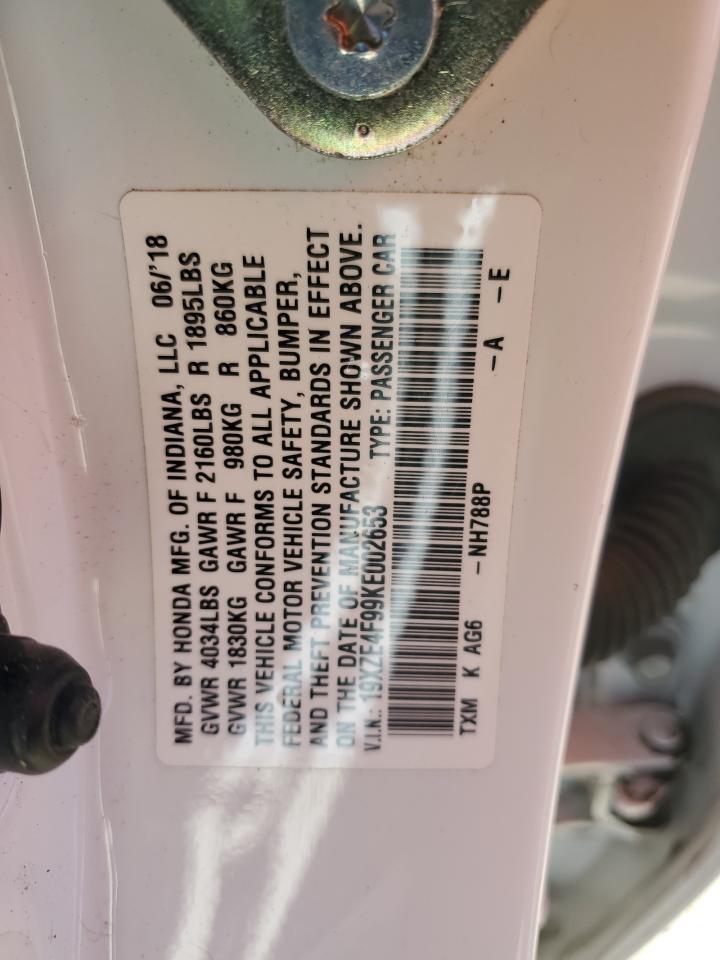 MFD. BY HONDA MFG. OF INDIANA, LLC 06/'18
GVWR 4034LBS GAWR F 2160LBS R 1895LBS
GVWR 1830KG GAWR F 980KG R 860KG
THIS VEHICLE CONFORMS TO ALL APPLICABLE
FEDERAL MOTOR VEHICLE SAFETY, BUMPER,
AND THEFT PREVENTION STANDARDS IN EFFECT
ON THE DATE OF MANUFACTURE SHOWN ABOVE.
V.I.N.: 19XZE4F99KE002653 TYPE: PASSENGER CAR
TXM K AG6 -NH788P -A -E